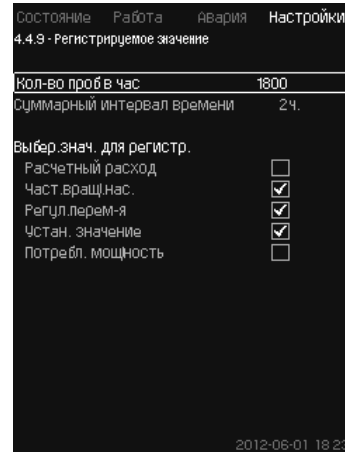 Состояние Работа Авария Настройки
4.4.9 - Регистрируемое значение
Кол-во проб в час 1800
Суммарный интервал времени 2ч.
Выбер.знач. для регистр.
Расчетный расход
Част.вращ.нас.
Регул.перем-я
Устан. значение
Потребл. мощность
2012-06-01 18:23